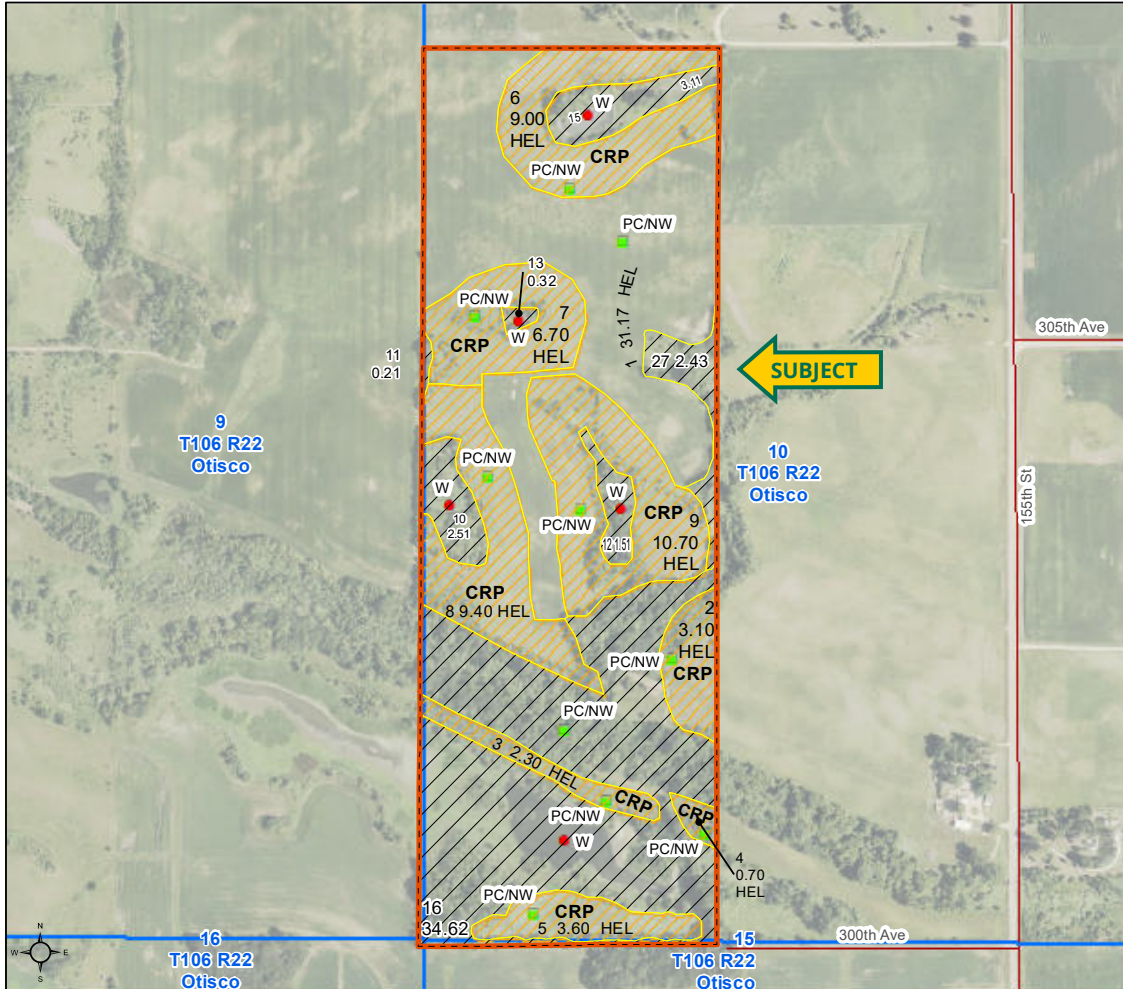 6
9.00
HEL
W
15
3.11
CRP
PC/NW
PC/NW
13
0.32
PC/NW
W
7
6.70
HEL
CRP
1 31.17 HEL
305th Ave
11
0.21
27 2.43
SUBJECT
9
T106 R22
Otisco
10
T106 R22
Otisco
155th St
PC/NW
W
10
2.51
W
PC/NW
CRP
9
10.70
HEL
12 1.51
CRP
8 9.40 HEL
2
3.10
HEL
PC/NW
CRP
PC/NW
3 2.30 HEL
CRP
CRP
PC/NW
W
PC/NW
4
0.70
HEL
PC/NW
CRP
5 3.60 HEL
16
34.62
300th Ave
N
W
E
S
16
T106 R22
Otisco
15
T106 R22
Otisco